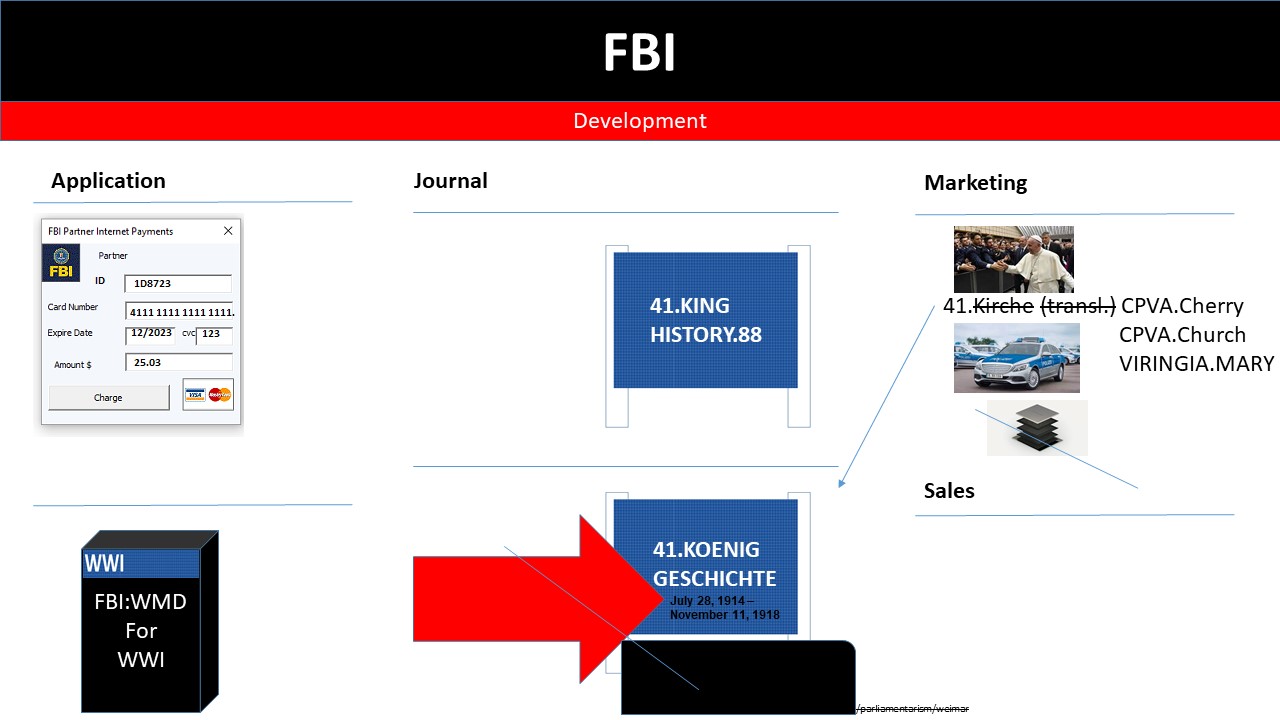 FBI
Development
Application
FBI Partner Internet Payments
FBI
Partner
ID
1D8723
Card Number
4111 1111 1111 1111.
Expire Date
12/2023
cvc
123
Amount $
25.03
Charge
VISA
MasterCard
WWI
FBI:WMD
For
WWI
Journal
41.KING
HISTORY.88
41.KOENIG
GESCHICHTE
July 28, 1914 –
November 11, 1918
/parliamentarism/weimar
Marketing
41.Kirche (transl.) CPVA.Cherry
CPVA.Church
VIRINGIA.MARY
Sales